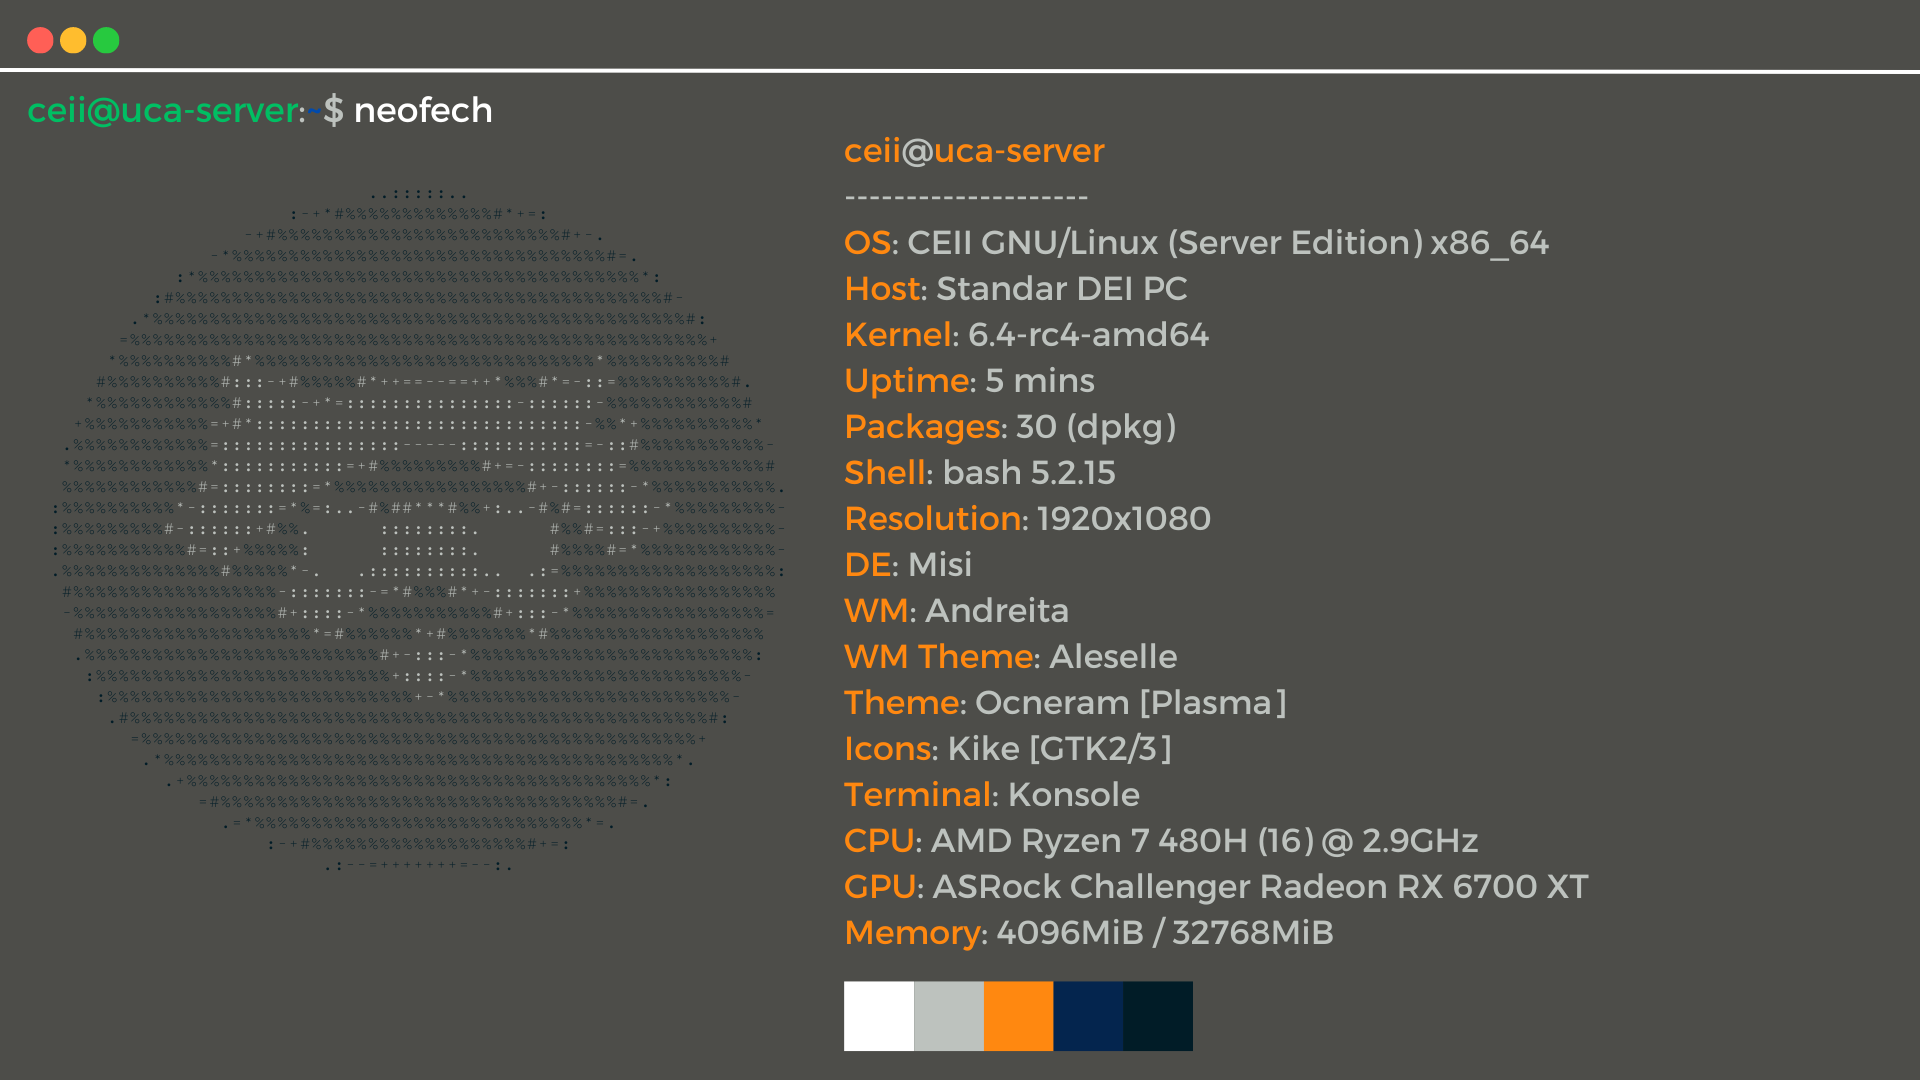 ceii@uca-server:~$ neofech
ceii@uca-server
--------------------
OS: CEII GNU/Linux (Server Edition) x86_64
Host: Standar DEI PC
Kernel: 6.4-rc4-amd64
Uptime: 5 mins
Packages: 30 (dpkg)
Shell: bash 5.2.15
Resolution: 1920x1080
DE: Misi
WM: Andreita
WM Theme: Aleselle
Theme: Ocneram [Plasma]
Icons: Kike [GTK2/3]
Terminal: Konsole
CPU: AMD Ryzen 7 480H (16) @ 2.9GHz
GPU: ASRock Challenger Radeon RX 6700 XT
Memory: 4096MiB / 32768MiB